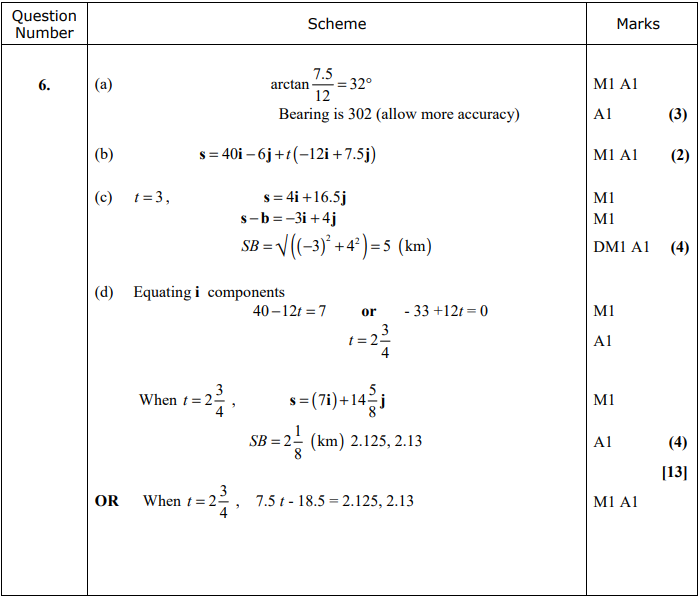 Question Number Scheme Marks
6. (a) arctan 7.5/12 = 32° M1 A1
Bearing is 302 (allow more accuracy) A1 (3)
(b) s = 40i – 6j + t(−12i + 7.5j) M1 A1 (2)
(c) t = 3, s = 4i + 16.5j M1
s − b = −3i + 4j M1
SB = √((−3)² + 4²) = 5 (km) DM1 A1 (4)
(d) Equating i components
40 − 12t = 7 or - 33 +12t = 0 M1
t = 2 3/4 A1
When t = 2 3/4 , s = (7i) + 14 5/8 j M1
SB = 2 1/8 (km) 2.125, 2.13 A1 (4)
[13]
OR When t = 2 3/4 , 7.5 t - 18.5 = 2.125, 2.13 M1 A1